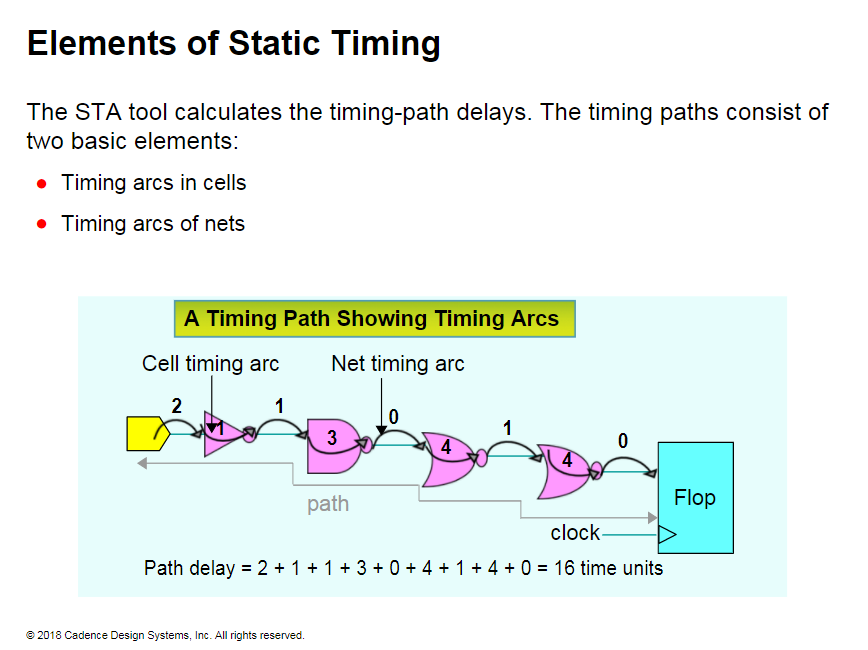 Elements of Static Timing
The STA tool calculates the timing-path delays. The timing paths consist of
two basic elements:
● Timing arcs in cells
● Timing arcs of nets
A Timing Path Showing Timing Arcs
Cell timing arc
Net timing arc
2
1
1
3
0
4
1
4
0
path
Flop
clock
Path delay = 2 + 1 + 1 + 3 + 0 + 4 + 1 + 4 + 0 = 16 time units
© 2018 Cadence Design Systems, Inc. All rights reserved.